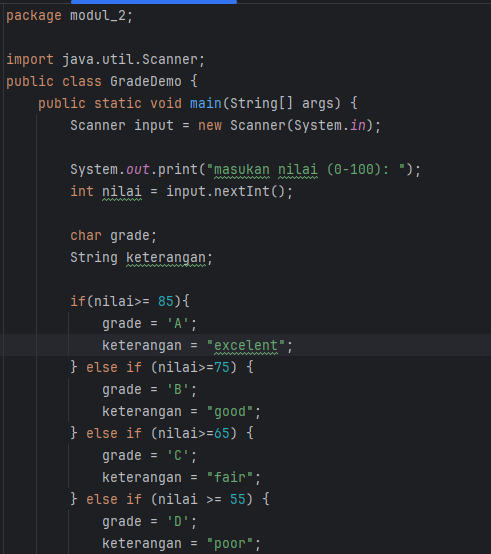 package modul_2;
import java.util.Scanner;
public class GradeDemo {
public static void main(String[] args) {
Scanner input = new Scanner(System.in);
System.out.print("masukan nilai (0-100): ");
int nilai = input.nextInt();
char grade;
String keterangan;
if(nilai>= 85){
grade = 'A';
keterangan = "excelent";
} else if (nilai>=75) {
grade = 'B';
keterangan = "good";
} else if (nilai>=65) {
grade = 'C';
keterangan = "fair";
} else if (nilai >= 55) {
grade = 'D';
keterangan = "poor";